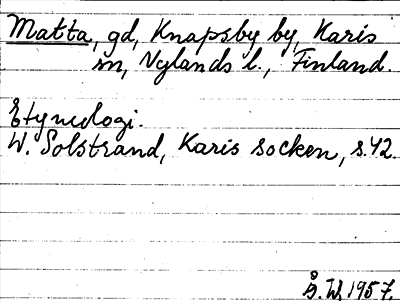 Matta, gd, Knapsby by, Karis
sn, Nylands l., Finland.
Etymologi.
W. Solstrand, Karis socken, s. 42.
Å. W. 1957.